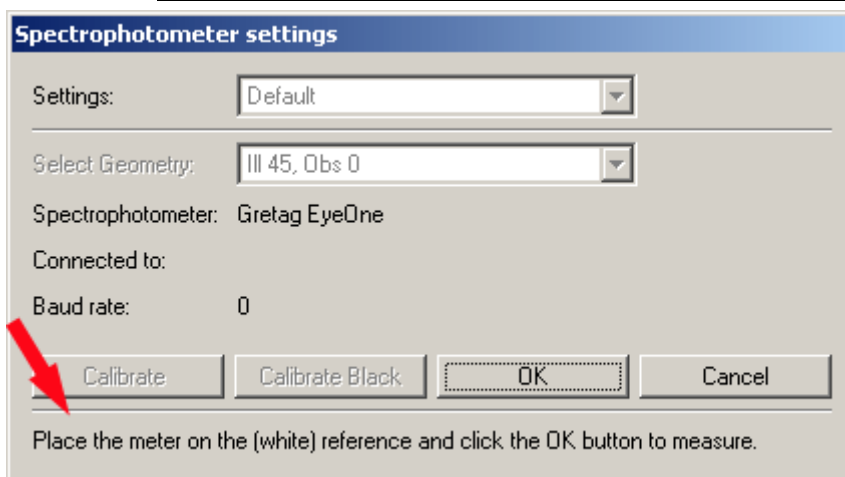 Spectrophotometer settings
Settings: Default
Select Geometry: Ill 45, Obs 0
Spectrophotometer: Gretag EyeOne
Connected to:
Baud rate: 0
Calibrate Calibrate Black OK Cancel
Place the meter on the (white) reference and click the OK button to measure.